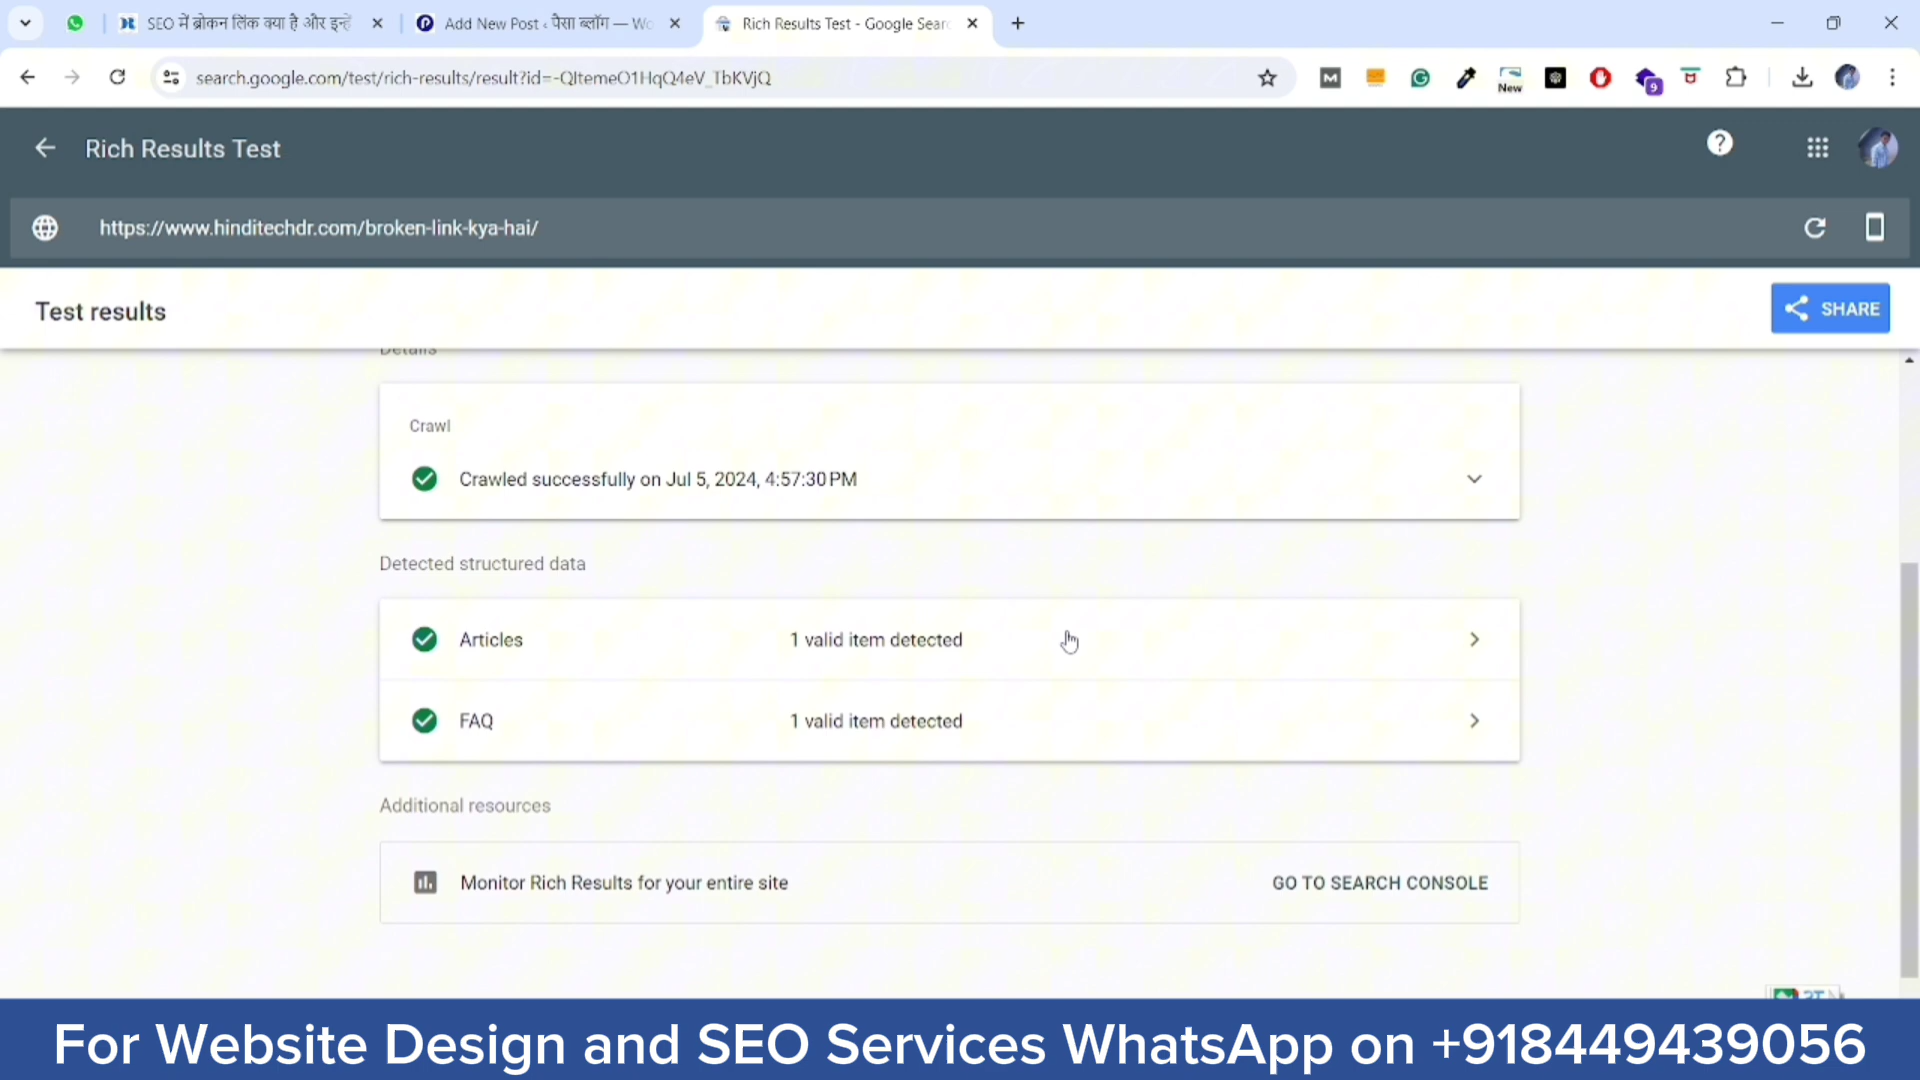 SEO में ब्रोकन लिंक क्या है और इन्हें
Add New Post ‹ पैसा ब्लॉग — Wo
Rich Results Test - Google Sear
search.google.com/test/rich-results/result?id=-QItemeO1HqQ4eV_TbKVjQ
New
9
Rich Results Test
https://www.hinditechdr.com/broken-link-kya-hai/
Test results
SHARE
Details
Crawl
Crawled successfully on Jul 5, 2024, 4:57:30 PM
Detected structured data
Articles
1 valid item detected
FAQ
1 valid item detected
Additional resources
Monitor Rich Results for your entire site
GO TO SEARCH CONSOLE
For Website Design and SEO Services WhatsApp on +918449439056